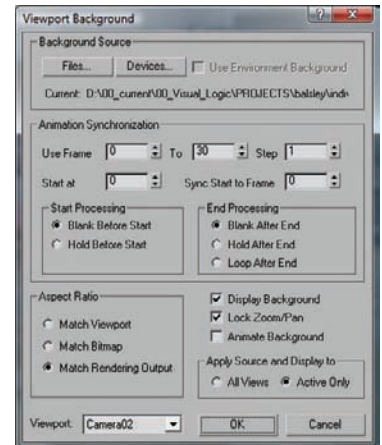 Viewport Background
Background Source
Files... Devices... Use Environment Background
Current: D:\00_current\00_Visual_Logic\PROJECTS\balsley\
Animation Synchronization
Use Frame 0 To 30 Step 1
Start at 0 Sync Start to Frame 0
Start Processing
Blank Before Start
Hold Before Start
End Processing
Blank After End
Hold After End
Loop After End
Aspect Ratio
Match Viewport
Match Bitmap
Match Rendering Output
Display Background
Lock Zoom/Pan
Animate Background
Apply Source and Display to
All Views Active Only
Viewport: Camera02 OK Cancel